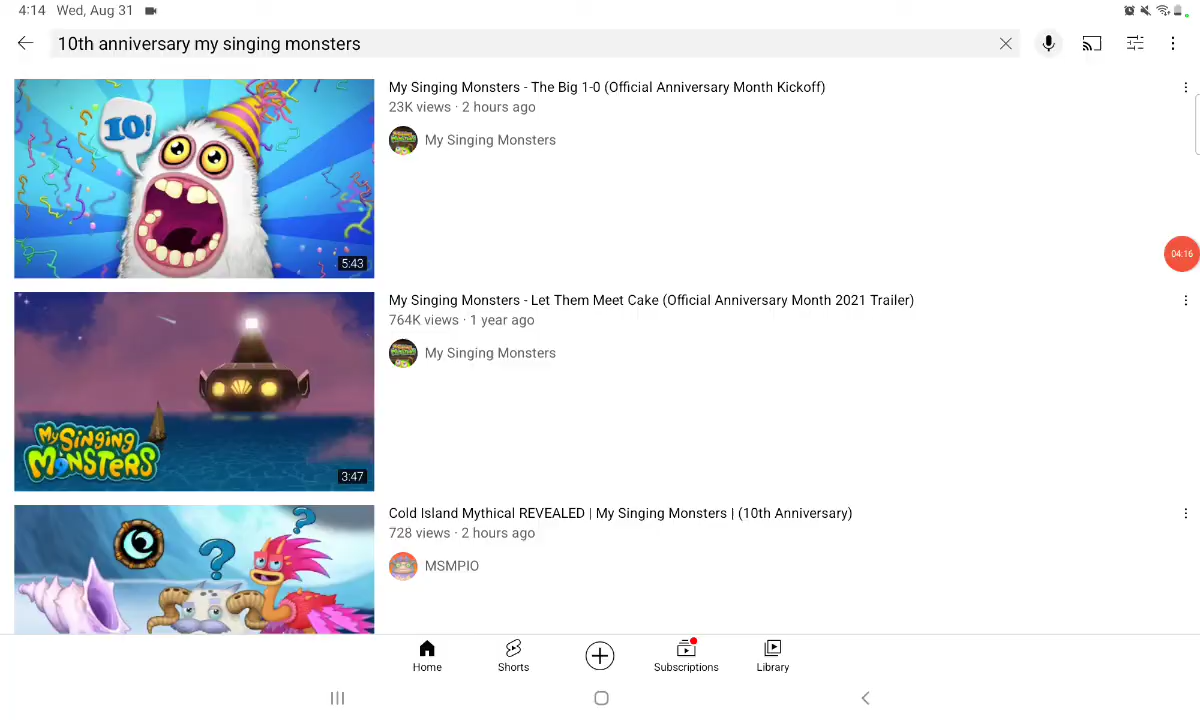 4:14 Wed, Aug 31
10th anniversary my singing monsters
10!
5:43
My Singing Monsters - The Big 1-0 (Official Anniversary Month Kickoff)
23K views · 2 hours ago
My Singing Monsters
04:16
My Singing Monsters
3:47
My Singing Monsters - Let Them Meet Cake (Official Anniversary Month 2021 Trailer)
764K views · 1 year ago
My Singing Monsters
? ?
Cold Island Mythical REVEALED | My Singing Monsters | (10th Anniversary)
728 views · 2 hours ago
MSMPIO
Home
Shorts
Subscriptions
Library